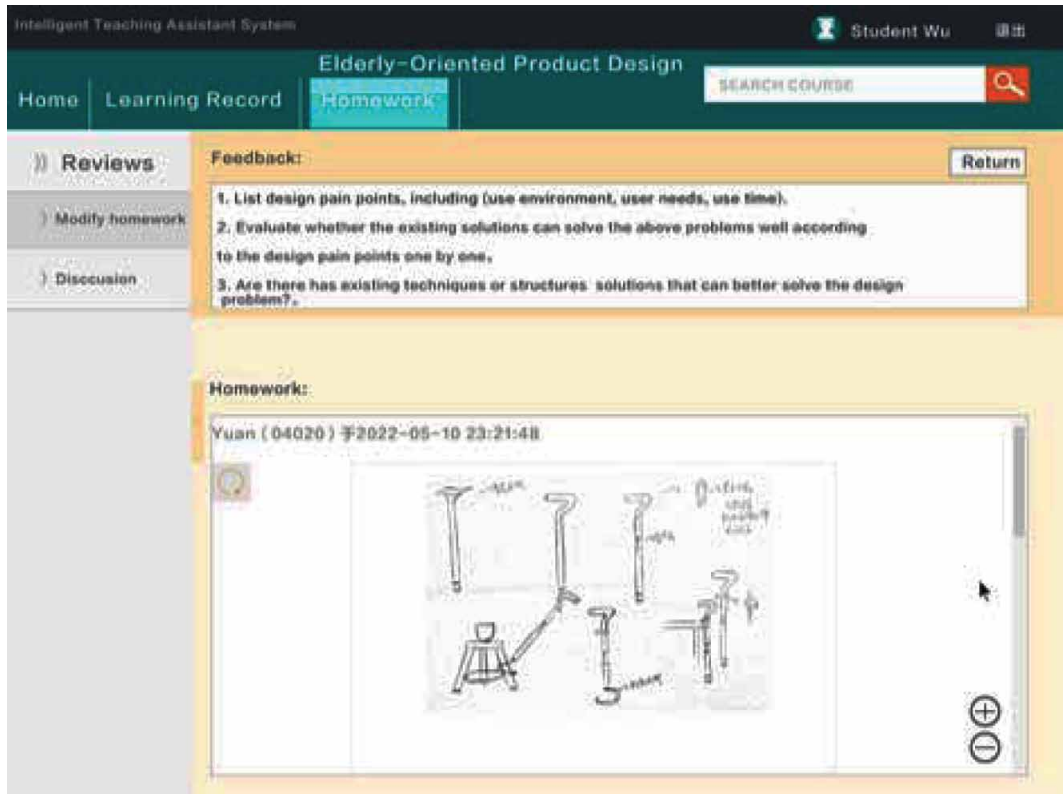 Intelligent Teaching Assistant System
Student Wu
退出
Elderly-Oriented Product Design
Home
Learning Record
Homework
SEARCH COURSE
Reviews
Modify homework
Disccusion
Feedback:
Return
1. List design pain points, including (use environment, user needs, use time).
2. Evaluate whether the existing solutions can solve the above problems well according
to the design pain points one by one。
3. Are there has existing techniques or structures solutions that can better solve the design
problem?。
Homework:
Yuan ( 04020 ) 于2022-05-10 23:21:48